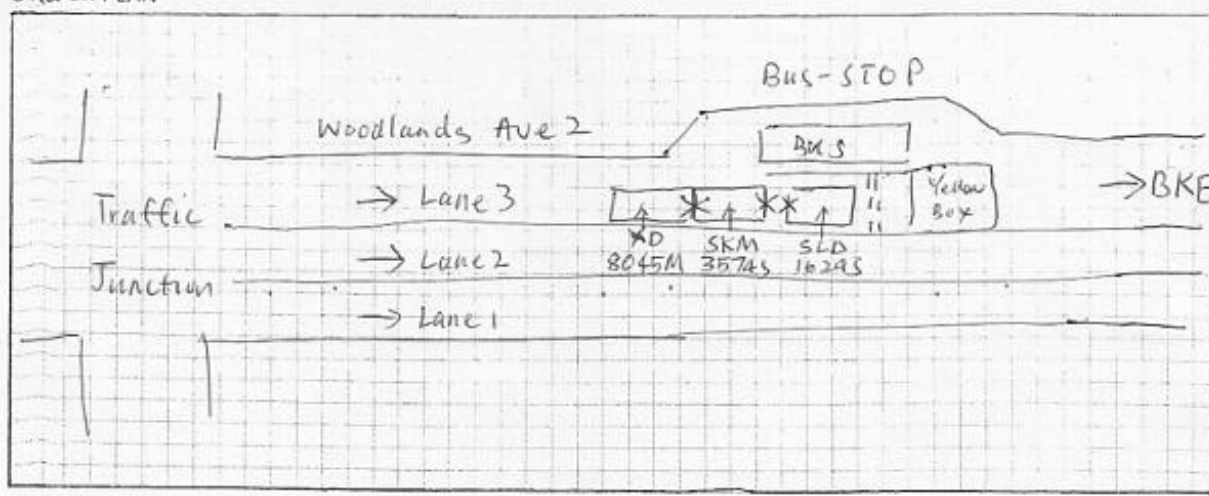 Bus-STOP
Woodlands Ave 2
BUS
Traffic
Junction
→ Lane 3
→ Lane 2
→ Lane 1
XD
8045M
SKM
3574S
SLD
1629S
Yellow
Box
→BKE